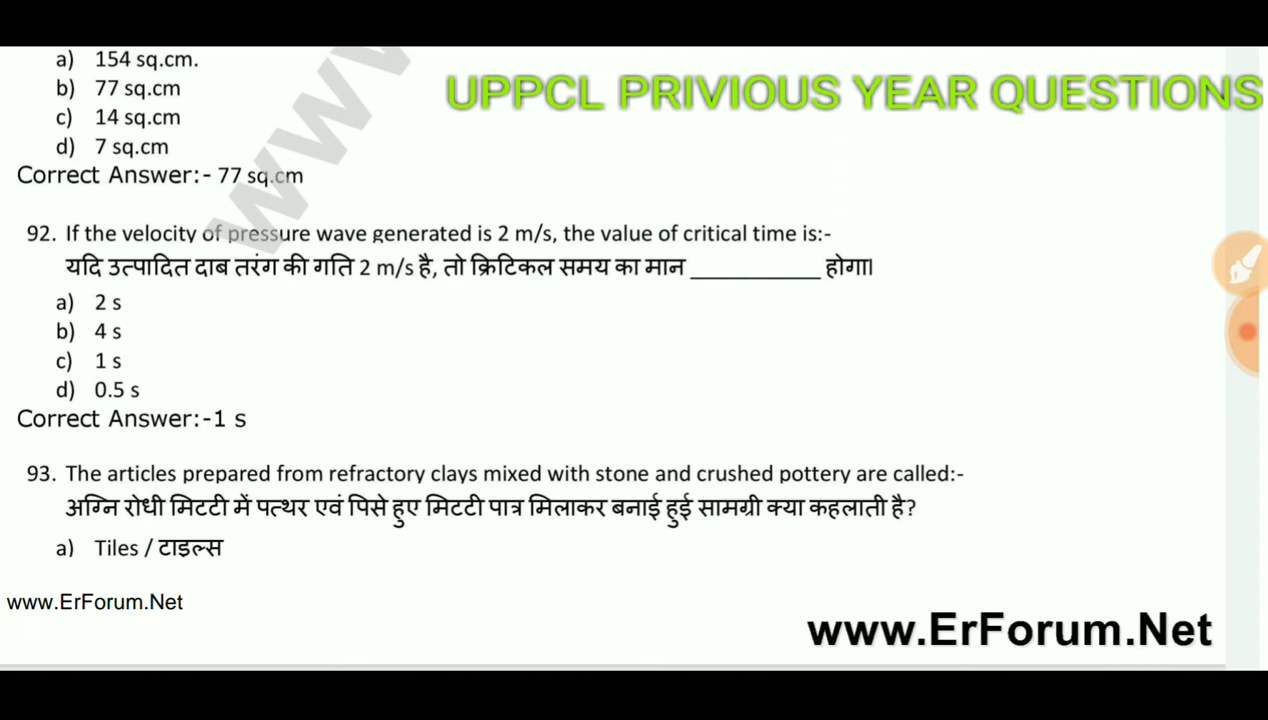 a) 154 sq.cm.
UPPCL PRIVIOUS YEAR QUESTIONS
b) 77 sq.cm
c) 14 sq.cm
d) 7 sq.cm
Correct Answer:- 77 sq.cm
www
92. If the velocity of pressure wave generated is 2 m/s, the value of critical time is:-
यदि उत्पादित दाब तरंग की गति 2 m/s है, तो क्रिटिकल समय का मान ___________ होगा।
a) 2 s
b) 4 s
c) 1 s
d) 0.5 s
Correct Answer:-1 s
93. The articles prepared from refractory clays mixed with stone and crushed pottery are called:-
अग्नि रोधी मिटटी में पत्थर एवं पिसे हुए मिटटी पात्र मिलाकर बनाई हुई सामग्री क्या कहलाती है?
a) Tiles / टाइल्स
www.ErForum.Net
www.ErForum.Net